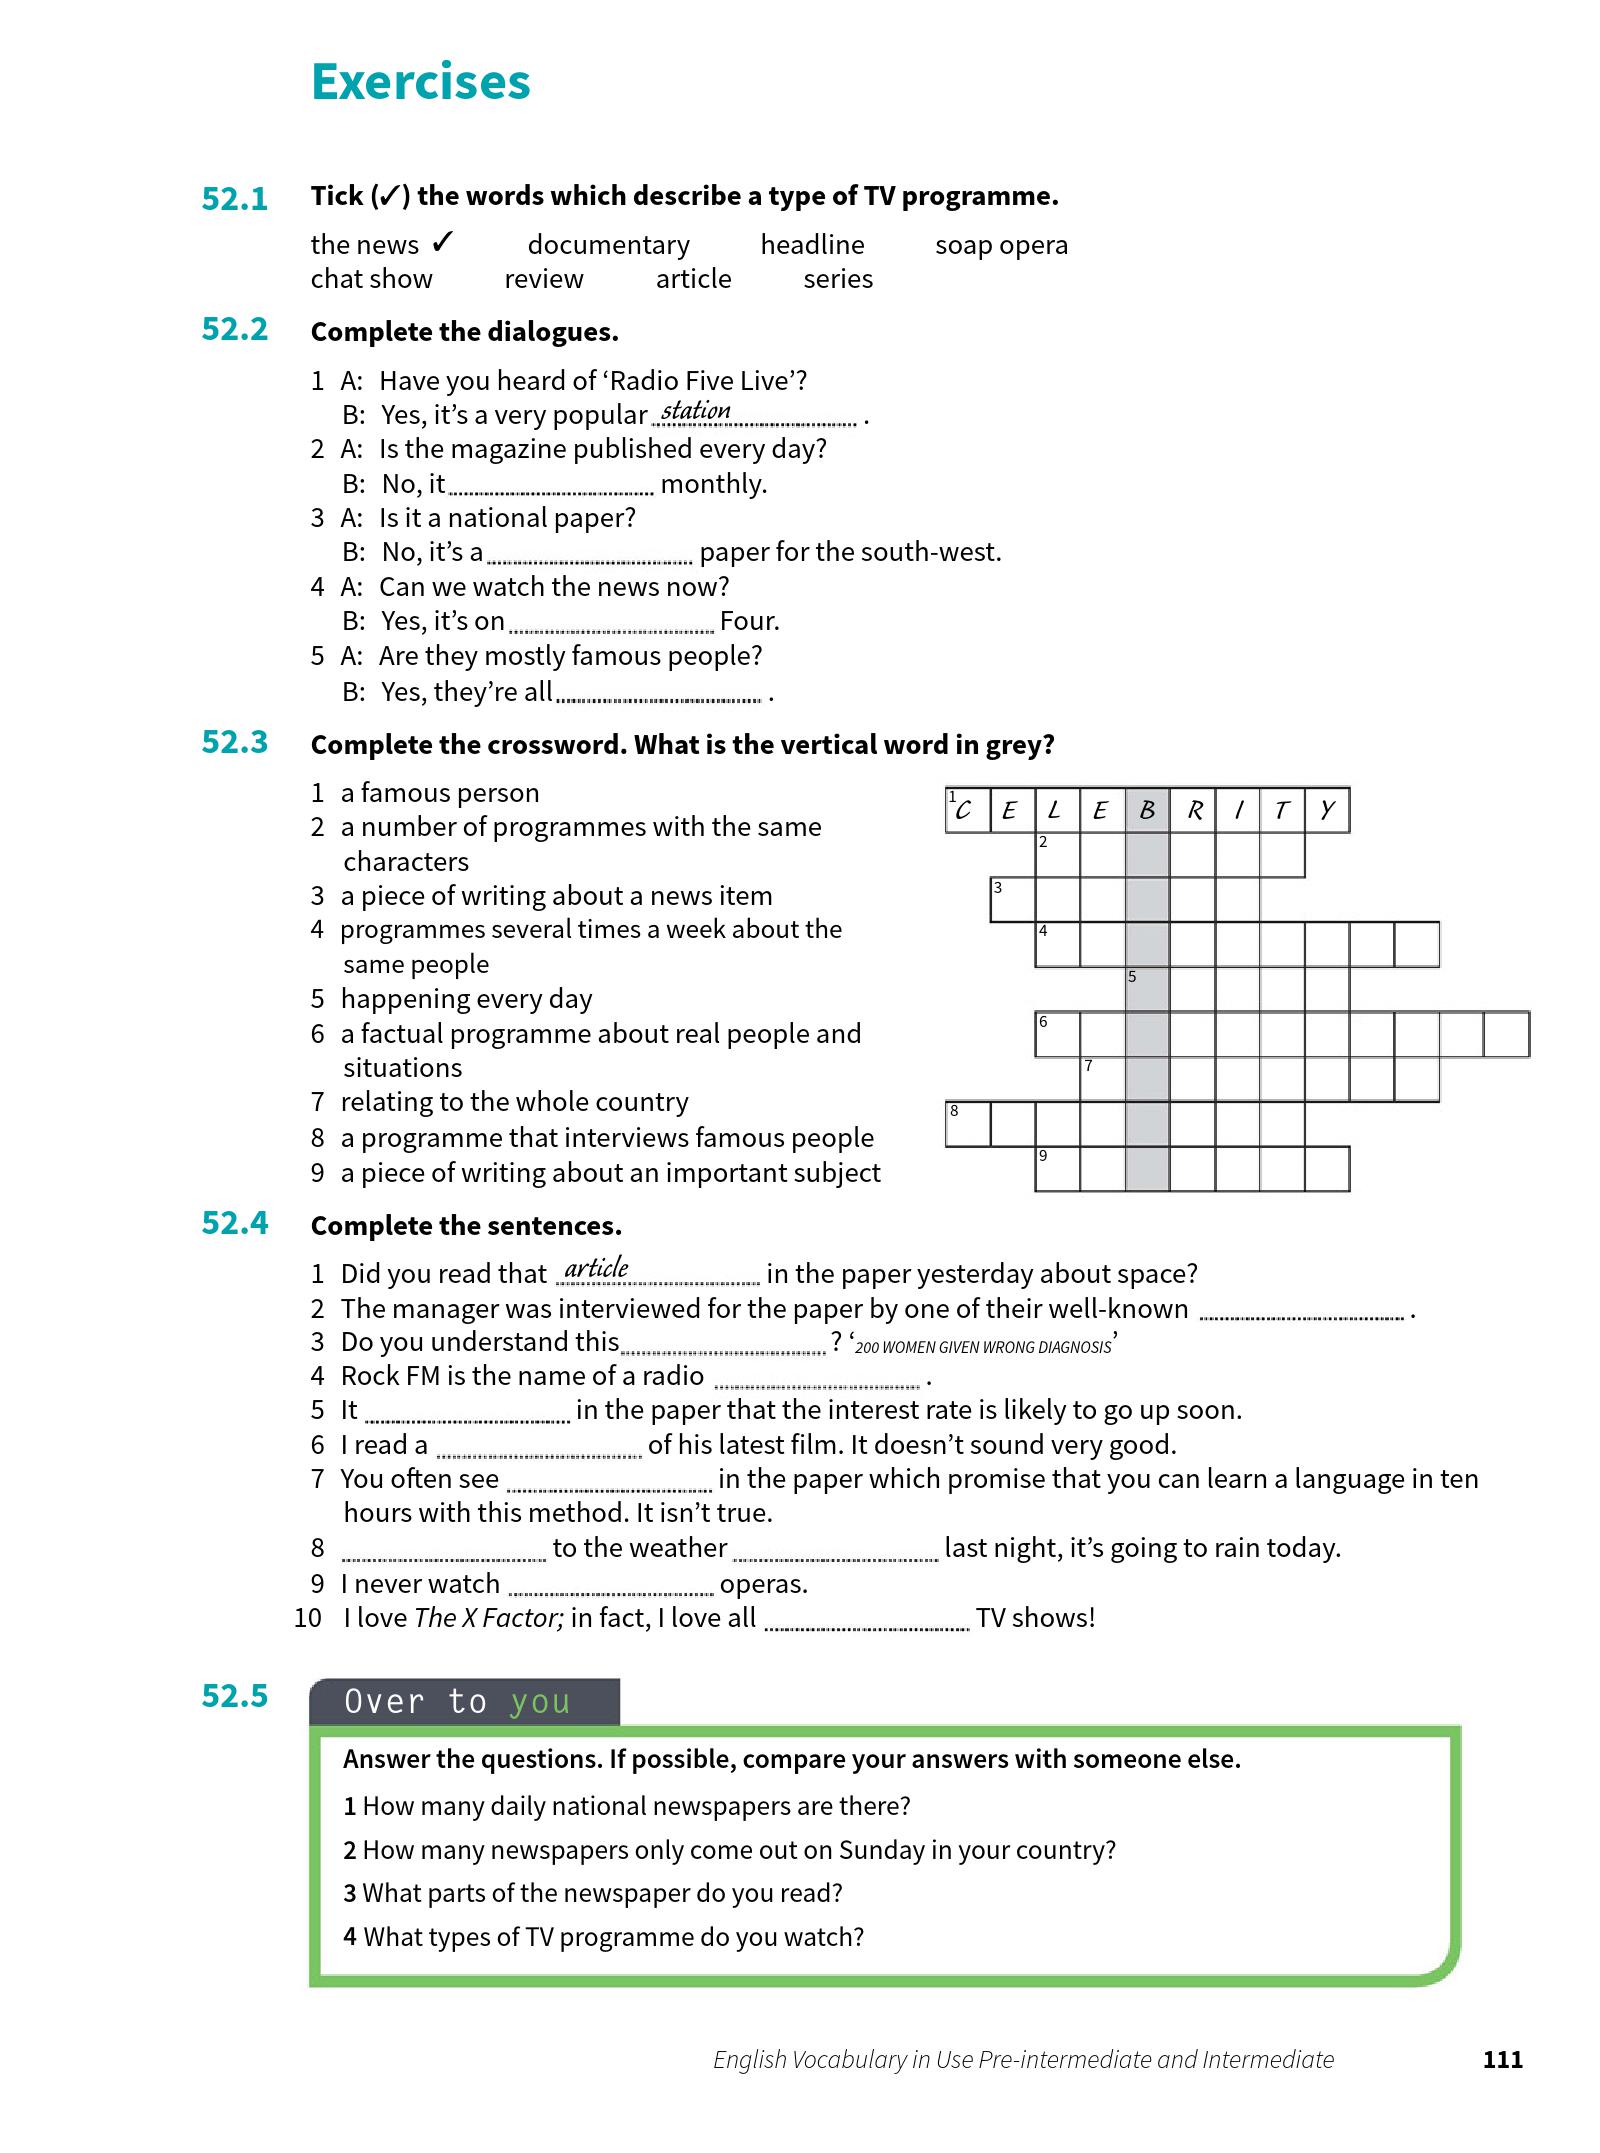 Exercises
52.1 Tick (✓) the words which describe a type of TV programme.
the news ✓ documentary headline soap opera
chat show review article series
52.2 Complete the dialogues.
1 A: Have you heard of ‘Radio Five Live’?
B: Yes, it’s a very popular station .
2 A: Is the magazine published every day?
B: No, it monthly.
3 A: Is it a national paper?
B: No, it’s a paper for the south-west.
4 A: Can we watch the news now?
B: Yes, it’s on Four.
5 A: Are they mostly famous people?
B: Yes, they’re all .
52.3 Complete the crossword. What is the vertical word in grey?
1 a famous person
2 a number of programmes with the same
characters
3 a piece of writing about a news item
4 programmes several times a week about the
same people
5 happening every day
6 a factual programme about real people and
situations
7 relating to the whole country
8 a programme that interviews famous people
9 a piece of writing about an important subject
1 C E L E B R I T Y
2
3
4
5
6
7
8
9
52.4 Complete the sentences.
1 Did you read that article in the paper yesterday about space?
2 The manager was interviewed for the paper by one of their well-known .
3 Do you understand this ? ‘200 WOMEN GIVEN WRONG DIAGNOSIS’
4 Rock FM is the name of a radio .
5 It in the paper that the interest rate is likely to go up soon.
6 I read a of his latest film. It doesn’t sound very good.
7 You often see in the paper which promise that you can learn a language in ten
hours with this method. It isn’t true.
8 to the weather last night, it’s going to rain today.
9 I never watch operas.
10 I love The X Factor; in fact, I love all TV shows!
52.5 Over to you
Answer the questions. If possible, compare your answers with someone else.
1 How many daily national newspapers are there?
2 How many newspapers only come out on Sunday in your country?
3 What parts of the newspaper do you read?
4 What types of TV programme do you watch?
English Vocabulary in Use Pre-intermediate and Intermediate 111